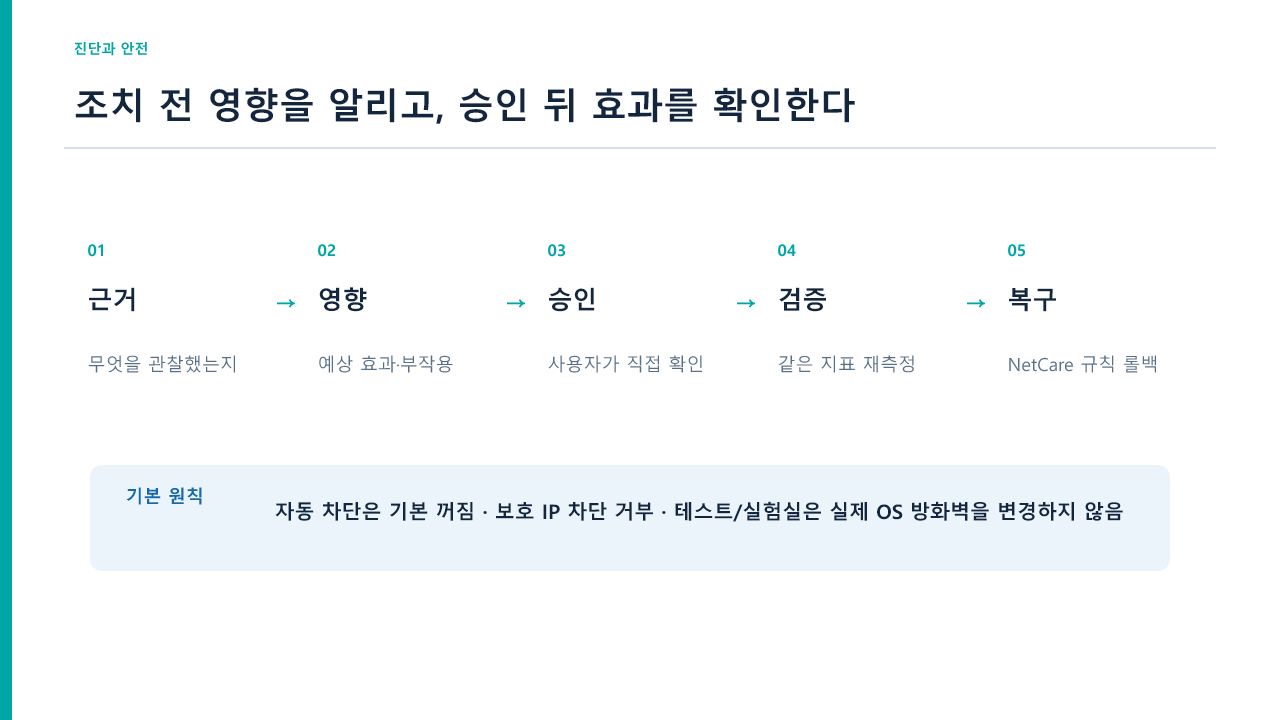 진단과 안전
조치 전 영향을 알리고, 승인 뒤 효과를 확인한다
01
근거
무엇을 관찰했는지
→
02
영향
예상 효과·부작용
→
03
승인
사용자가 직접 확인
→
04
검증
같은 지표 재측정
→
05
복구
NetCare 규칙 롤백
기본 원칙
자동 차단은 기본 꺼짐 · 보호 IP 차단 거부 · 테스트/실험실은 실제 OS 방화벽을 변경하지 않음